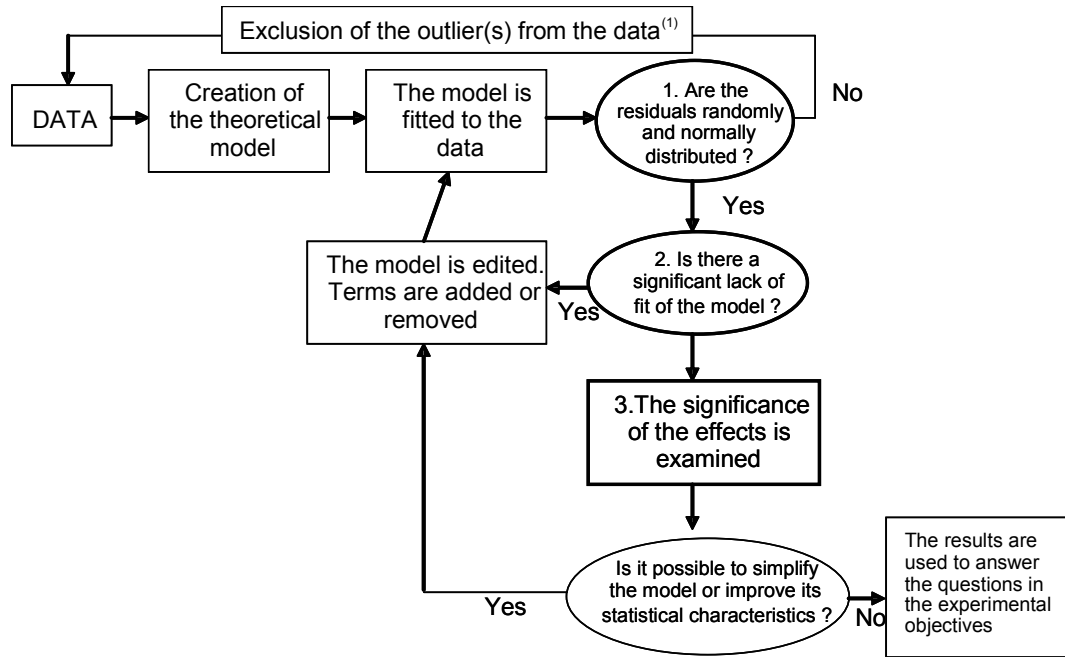 Exclusion of the outlier(s) from the data(1)
DATA
Creation of
the theoretical
model
The model is
fitted to the
data
1. Are the
residuals randomly
and normally
distributed ?
No
Yes
2. Is there a
significant lack of
fit of the model ?
Yes
The model is edited.
Terms are added or
removed
3.The significance
of the effects is
examined
Is it possible to simplify
the model or improve its
statistical characteristics ?
Yes
No
The results are
used to answer
the questions in
the experimental
objectives